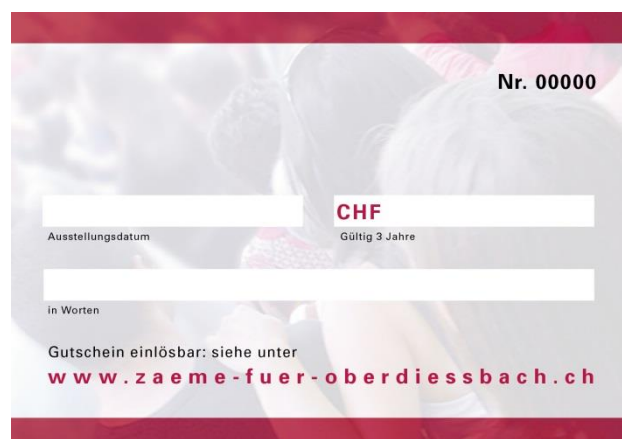 Nr. 00000
CHF
Ausstellungsdatum
Gültig 3 Jahre
in Worten
Gutschein einlösbar: siehe unter
www.zaeme-fuer-oberdiessbach.ch